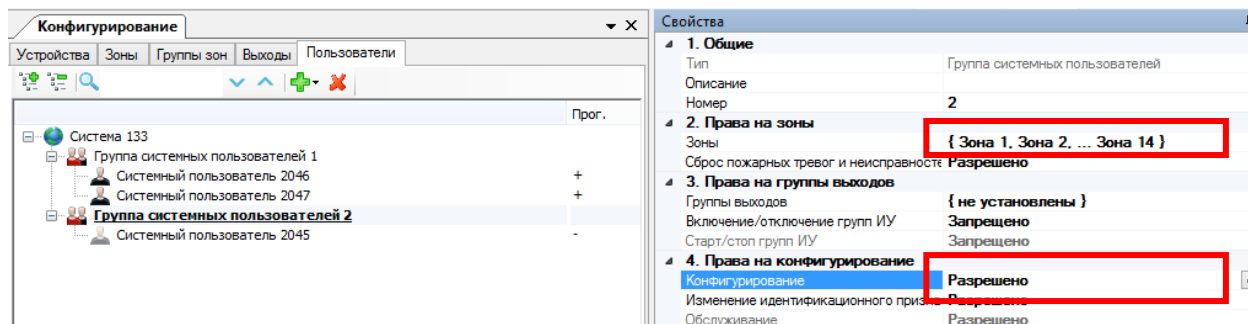 Конфигурирование
Устройства Зоны Группы зон Выходы Пользователи
Прог.
Система 133
Группа системных пользователей 1
Системный пользователь 2046 +
Системный пользователь 2047 +
Группа системных пользователей 2
Системный пользователь 2045 -
Свойства
1. Общие
Тип Группа системных пользователей
Описание
Номер 2
2. Права на зоны
Зоны { Зона 1, Зона 2, ... Зона 14 }
Сброс пожарных тревог и неисправносте Разрешено
3. Права на группы выходов
Группы выходов { не установлены }
Включение/отключение групп ИУ Запрещено
Старт/стоп групп ИУ Запрещено
4. Права на конфигурирование
Конфигурирование Разрешено
Изменение идентификационного призна Разрешено
Обслуживание Разрешено